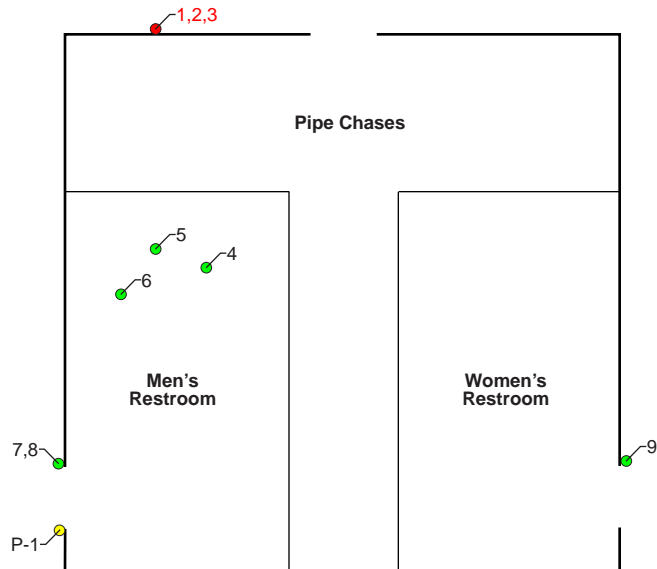 1,2,3
Pipe Chases
5
4
6
Men’s
Restroom
Women’s
Restroom
7,8
9
P-1